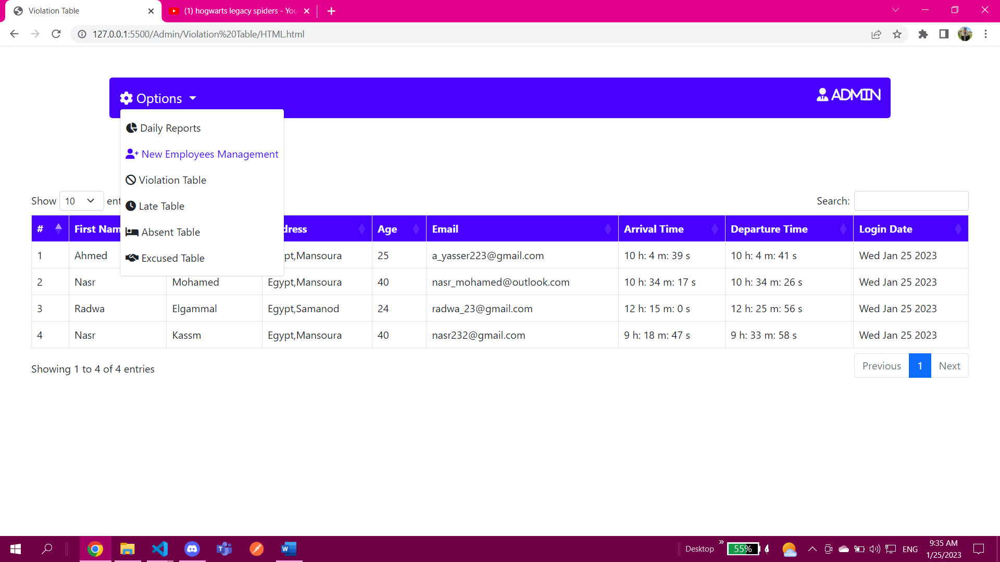 Violation Table
(1) hogwarts legacy spiders - You
127.0.0.1:5500/Admin/Violation%20Table/HTML.html
Options
ADMIN
Daily Reports
New Employees Management
Violation Table
Late Table
Absent Table
Excused Table
Show 10 ent
Search:
# First Nam dress Age Email Arrival Time Departure Time Login Date
1 Ahmed pt,Mansoura 25 a_yasser223@gmail.com 10 h: 4 m: 39 s 10 h: 4 m: 41 s Wed Jan 25 2023
2 Nasr Mohamed Egypt,Mansoura 40 nasr_mohamed@outlook.com 10 h: 34 m: 17 s 10 h: 34 m: 26 s Wed Jan 25 2023
3 Radwa Elgammal Egypt,Samanod 24 radwa_23@gmail.com 12 h: 15 m: 0 s 12 h: 25 m: 56 s Wed Jan 25 2023
4 Nasr Kassm Egypt,Mansoura 40 nasr232@gmail.com 9 h: 18 m: 47 s 9 h: 33 m: 58 s Wed Jan 25 2023
Showing 1 to 4 of 4 entries
Previous 1 Next
Desktop
55%
ENG
9:35 AM
1/25/2023